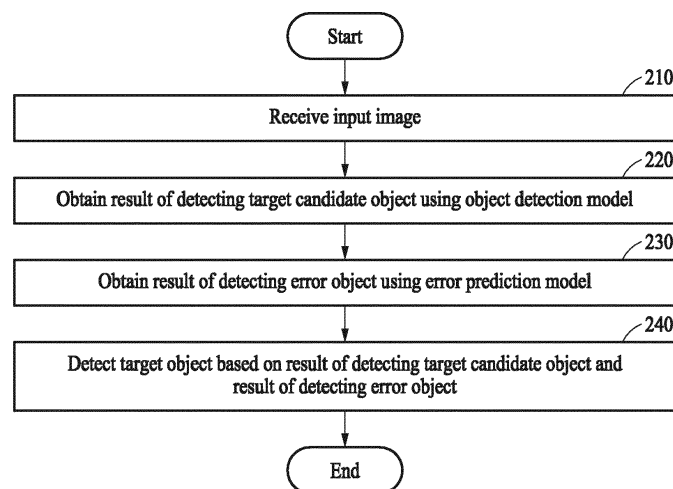 Start
210
Receive input image
220
Obtain result of detecting target candidate object using object detection model
230
Obtain result of detecting error object using error prediction model
240
Detect target object based on result of detecting target candidate object and
result of detecting error object
End